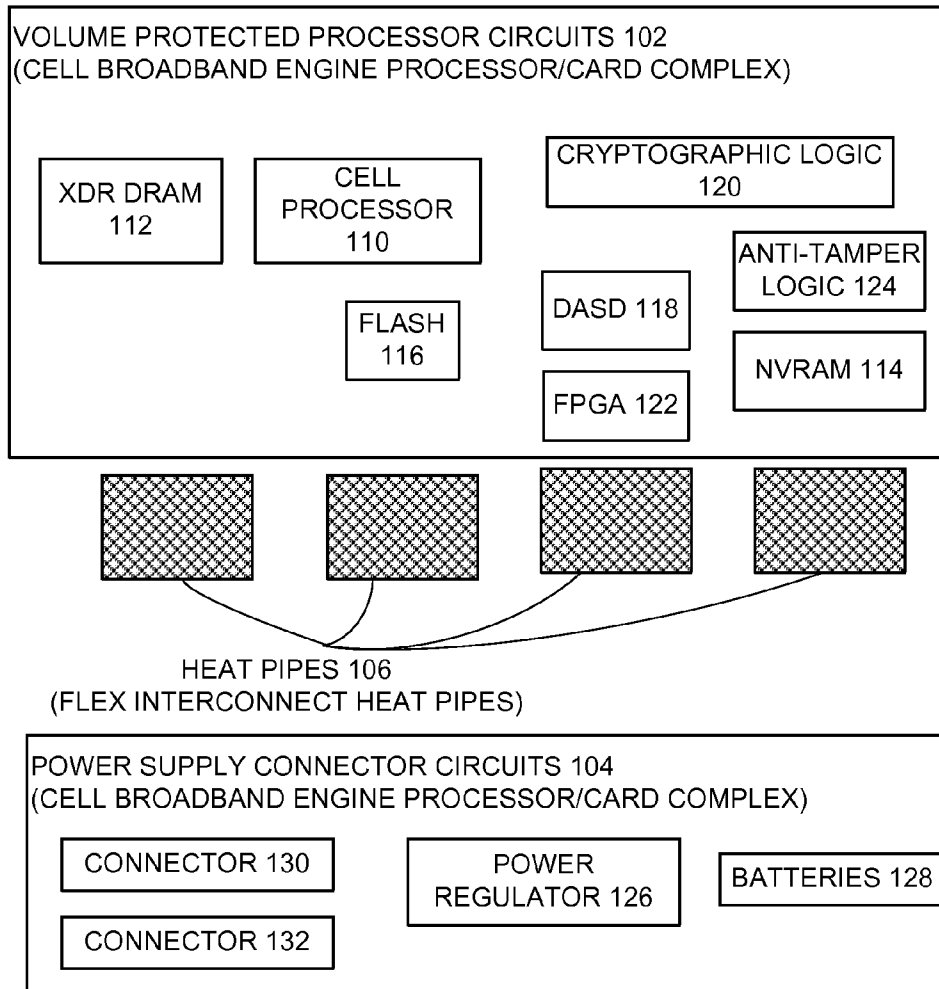 VOLUME PROTECTED PROCESSOR CIRCUITS 102
(CELL BROADBAND ENGINE PROCESSOR/CARD COMPLEX)
XDR DRAM
112
CELL
PROCESSOR
110
CRYPTOGRAPHIC LOGIC
120
ANTI-TAMPER
LOGIC 124
FLASH
116
DASD 118
NVRAM 114
FPGA 122
HEAT PIPES 106
(FLEX INTERCONNECT HEAT PIPES)
POWER SUPPLY CONNECTOR CIRCUITS 104
(CELL BROADBAND ENGINE PROCESSOR/CARD COMPLEX)
CONNECTOR 130
POWER
REGULATOR 126
BATTERIES 128
CONNECTOR 132